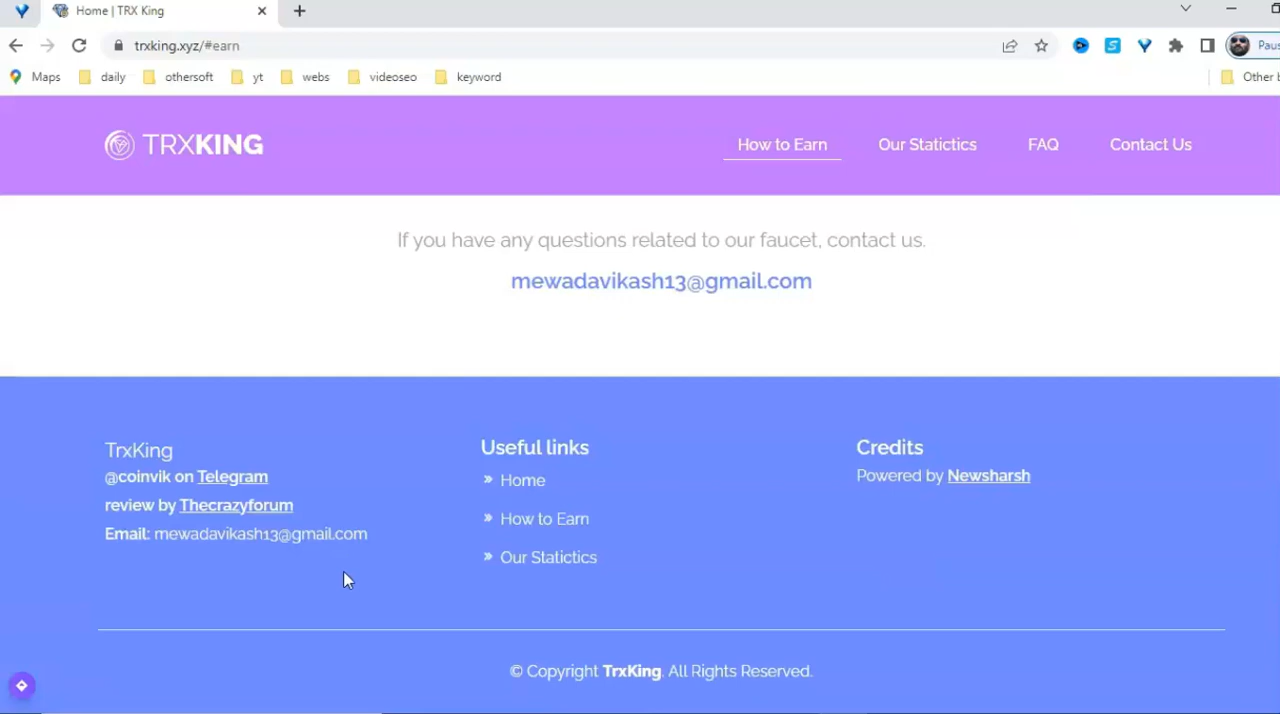 Home | TRX King
trxking.xyz/#earn
Paus
Maps daily othersoft yt webs videoseo keyword Other b
TRXKING
How to Earn Our Statictics FAQ Contact Us
If you have any questions related to our faucet, contact us.
mewadavikash13@gmail.com
TrxKing
@coinvik on Telegram
review by Thecrazyforum
Email: mewadavikash13@gmail.com
Useful links
Home
How to Earn
Our Statictics
Credits
Powered by Newsharsh
© Copyright TrxKing. All Rights Reserved.